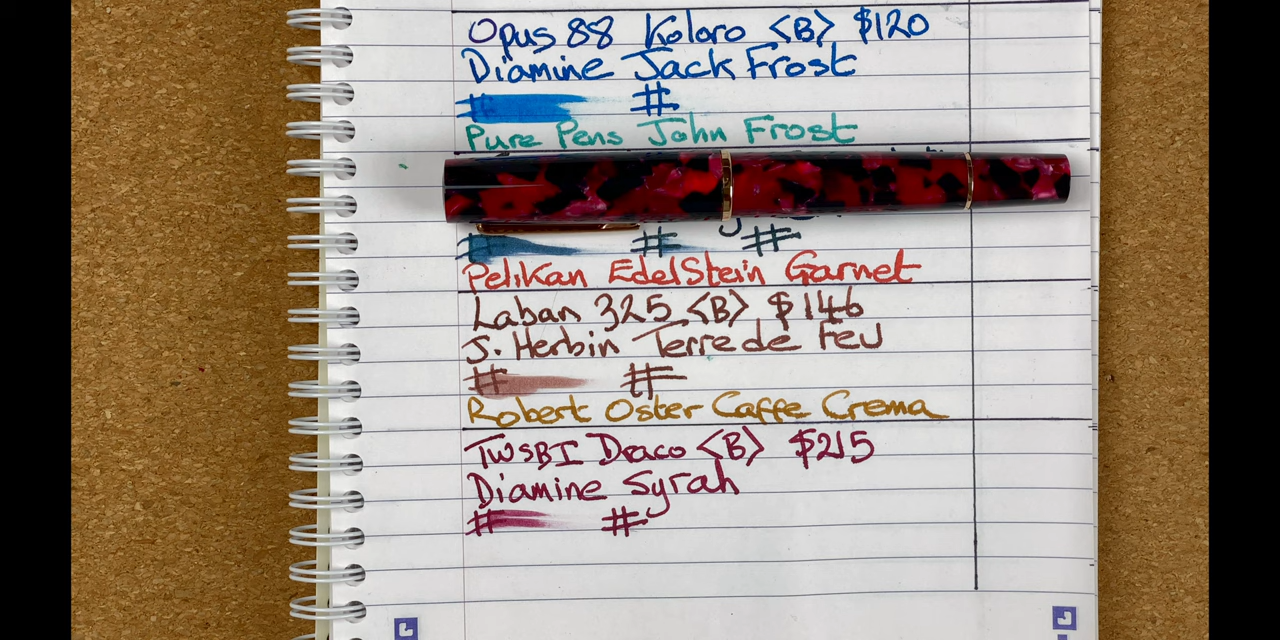 Opus 88 Koloro <B> $120
Diamine Jack Frost
# #
Pure Pens John Frost
# # #
Pelikan EdelStein Garnet
Laban 325 <B> $146
J. Herbin Terre de Feu
# #
Robert Oster Caffe Crema
TWSBI Draco <B> $215
Diamine Syrah
# #